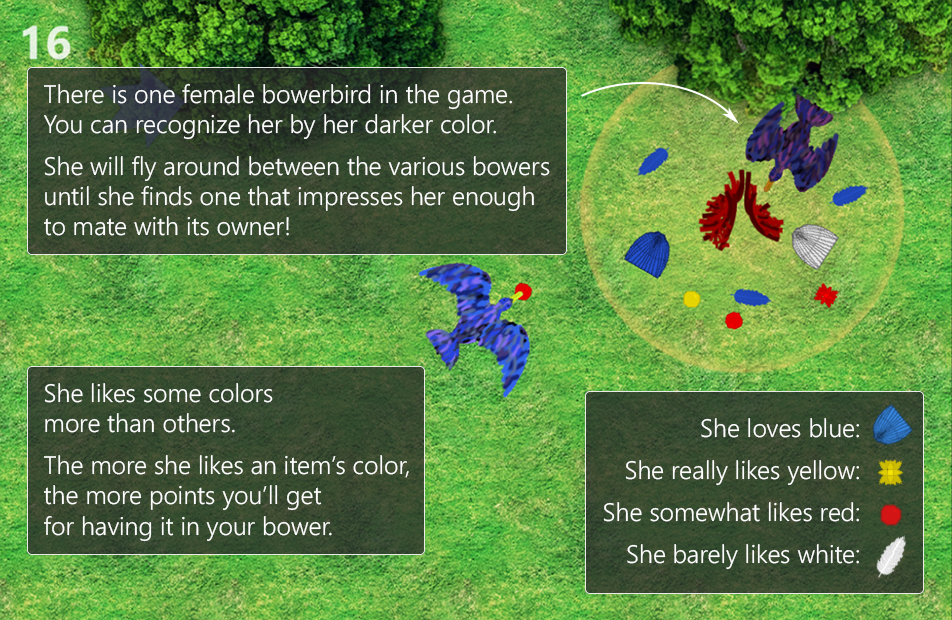 16
There is one female bowerbird in the game.
You can recognize her by her darker color.
She will fly around between the various bowers
until she finds one that impresses her enough
to mate with its owner!
She likes some colors
more than others.
The more she likes an item’s color,
the more points you’ll get
for having it in your bower.
She loves blue:
She really likes yellow:
She somewhat likes red:
She barely likes white: